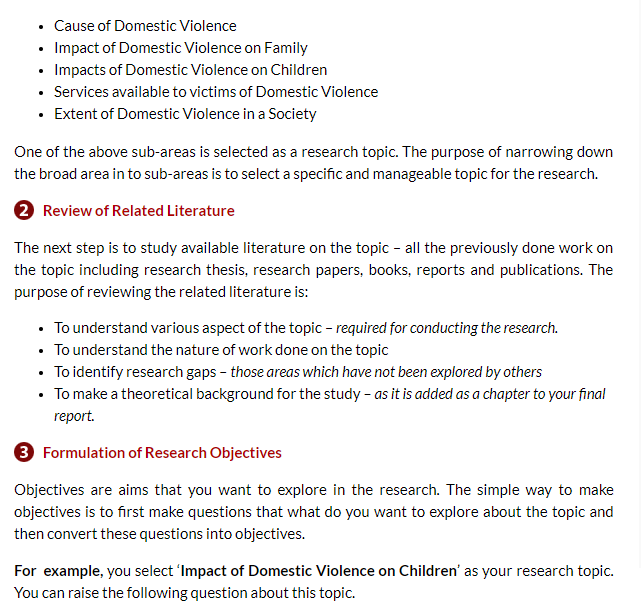 • Cause of Domestic Violence
• Impact of Domestic Violence on Family
• Impacts of Domestic Violence on Children
• Services available to victims of Domestic Violence
• Extent of Domestic Violence in a Society
One of the above sub-areas is selected as a research topic. The purpose of narrowing down
the broad area in to sub-areas is to select a specific and manageable topic for the research.
2 Review of Related Literature
The next step is to study available literature on the topic – all the previously done work on
the topic including research thesis, research papers, books, reports and publications. The
purpose of reviewing the related literature is:
• To understand various aspect of the topic – required for conducting the research.
• To understand the nature of work done on the topic
• To identify research gaps – those areas which have not been explored by others
• To make a theoretical background for the study – as it is added as a chapter to your final
report.
3 Formulation of Research Objectives
Objectives are aims that you want to explore in the research. The simple way to make
objectives is to first make questions that what do you want to explore about the topic and
then convert these questions into objectives.
For example, you select ‘Impact of Domestic Violence on Children’ as your research topic.
You can raise the following question about this topic.